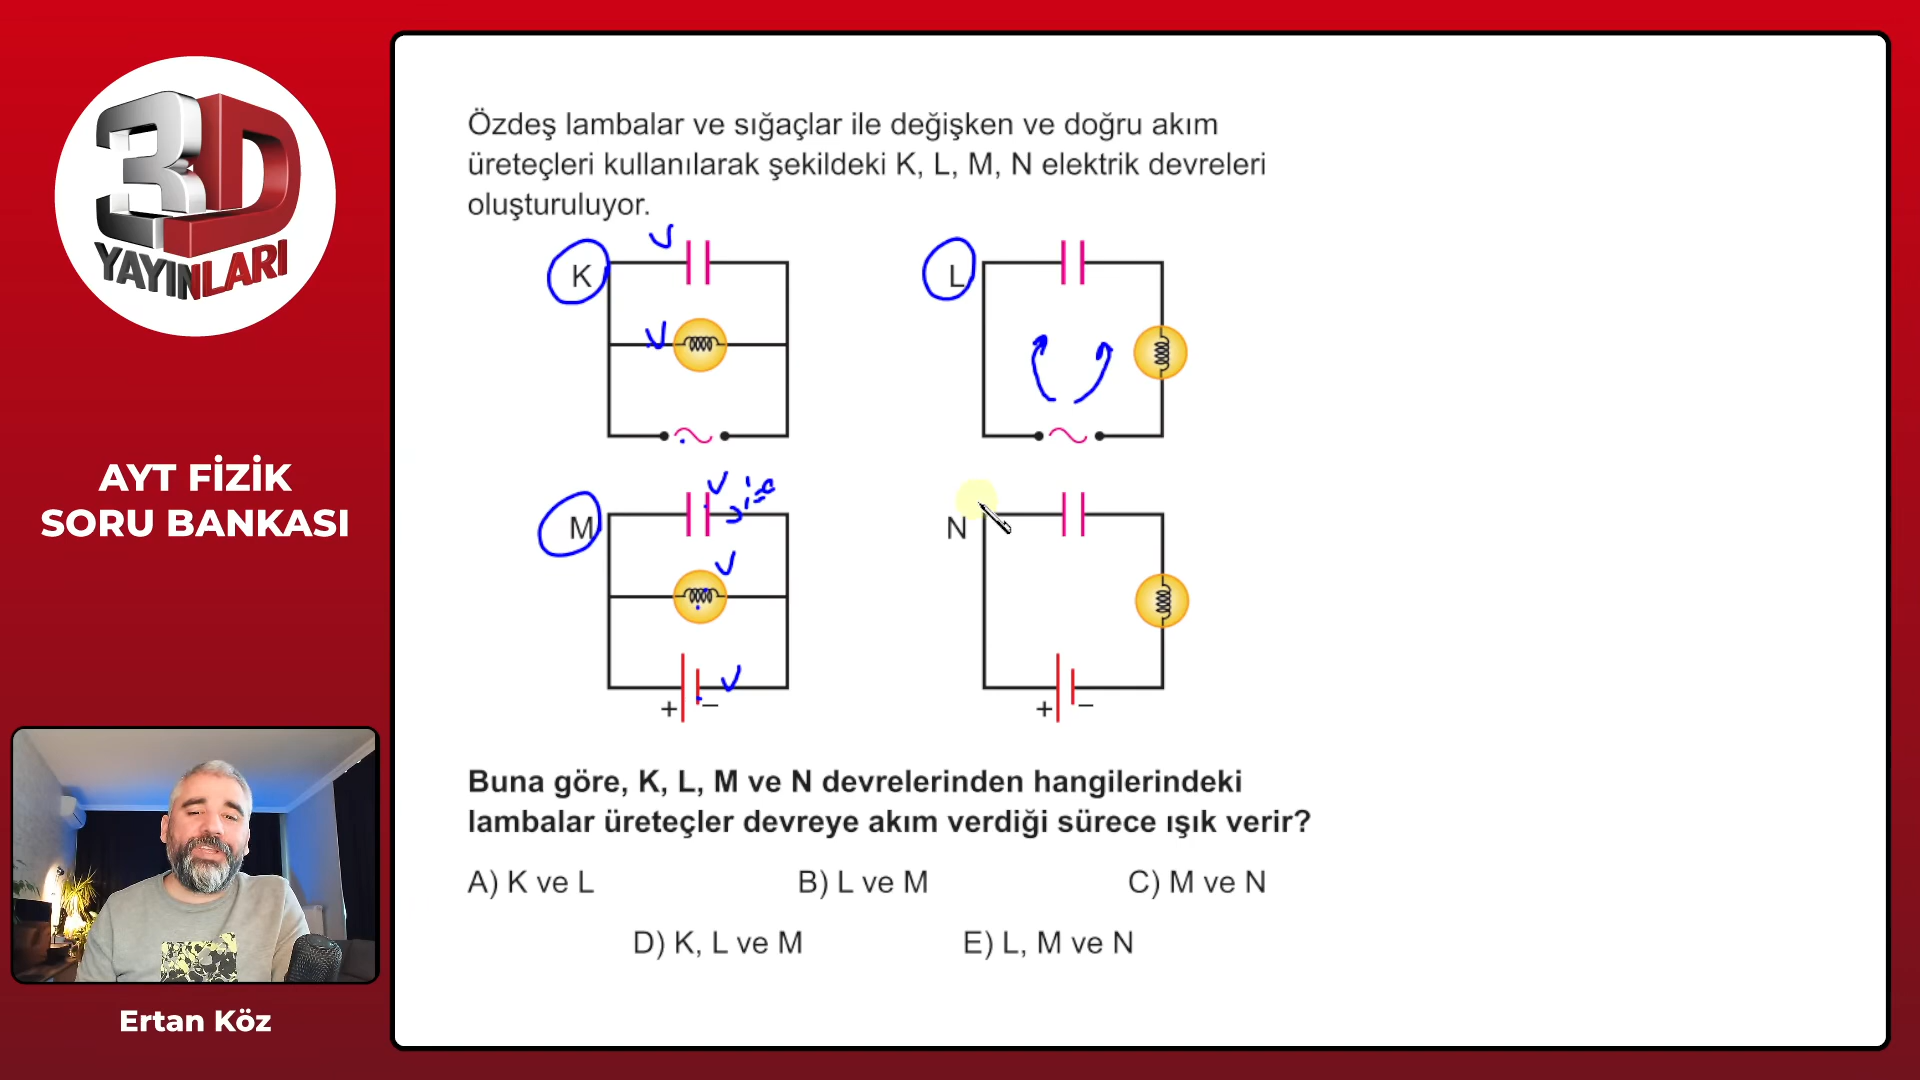 3D
YAYINLARI
AYT FİZİK
SORU BANKASI
Ertan Köz
Özdeş lambalar ve sığaçlar ile değişken ve doğru akım
üreteçleri kullanılarak şekildeki K, L, M, N elektrik devreleri
oluşturuluyor.
V
K
L
V
V i=0
M
N
V
V
+ −
+ −
Buna göre, K, L, M ve N devrelerinden hangilerindeki
lambalar üreteçler devreye akım verdiği sürece ışık verir?
A) K ve L
B) L ve M
C) M ve N
D) K, L ve M
E) L, M ve N